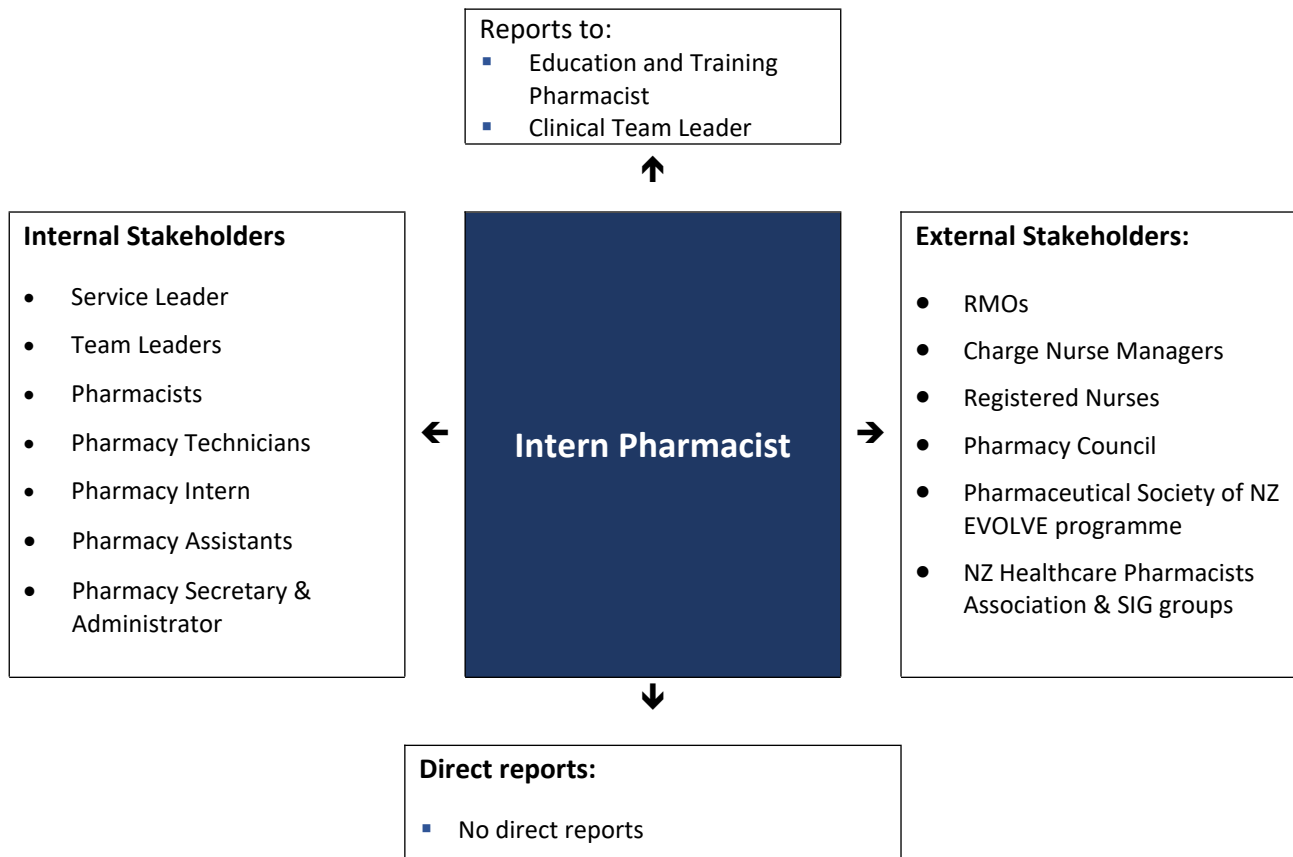 Reports to:
▪ Education and Training
Pharmacist
▪ Clinical Team Leader
Internal Stakeholders
• Service Leader
• Team Leaders
• Pharmacists
• Pharmacy Technicians
• Pharmacy Intern
• Pharmacy Assistants
• Pharmacy Secretary &
Administrator
Intern Pharmacist
External Stakeholders:
• RMOs
• Charge Nurse Managers
• Registered Nurses
• Pharmacy Council
• Pharmaceutical Society of NZ
EVOLVE programme
• NZ Healthcare Pharmacists
Association & SIG groups
Direct reports:
▪ No direct reports